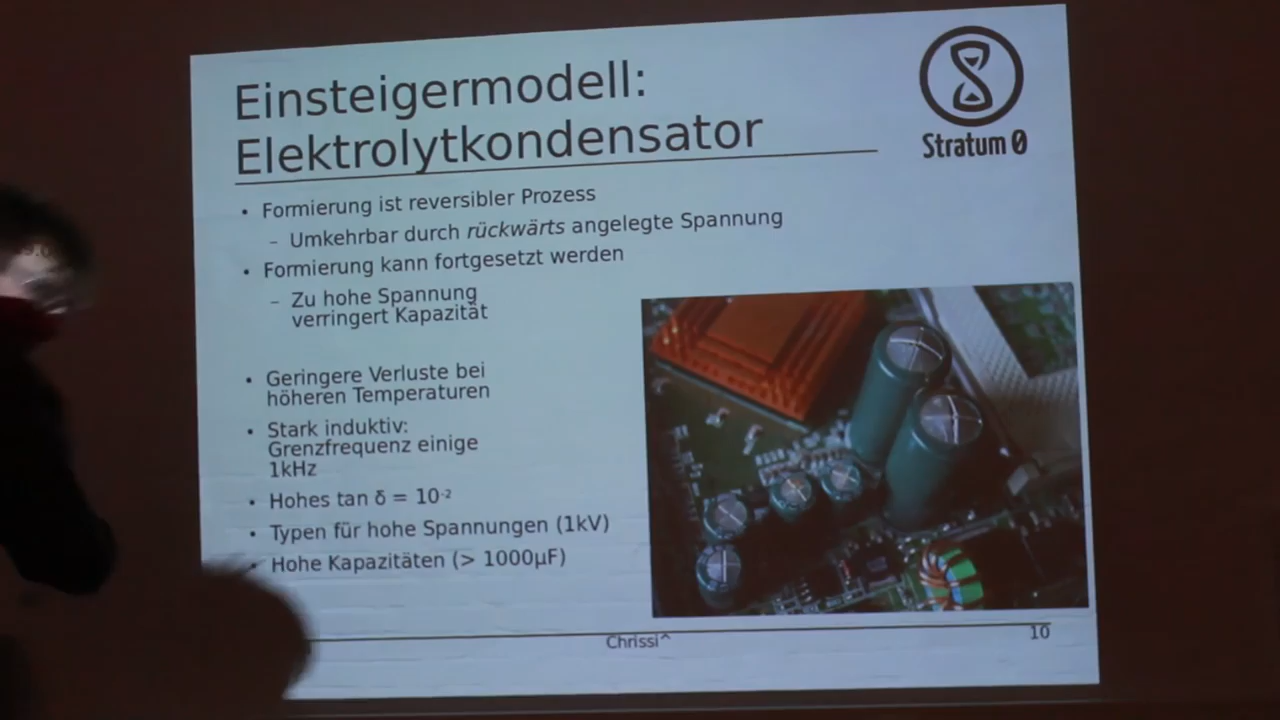 Einsteigermodell:
Elektrolytkondensator
Stratum 0
• Formierung ist reversibler Prozess
– Umkehrbar durch rückwärts angelegte Spannung
• Formierung kann fortgesetzt werden
– Zu hohe Spannung
verringert Kapazität
• Geringere Verluste bei
höheren Temperaturen
• Stark induktiv:
Grenzfrequenz einige
1kHz
• Hohes tan δ = 10⁻²
• Typen für hohe Spannungen (1kV)
• Hohe Kapazitäten (> 1000µF)
Chrissi^
10